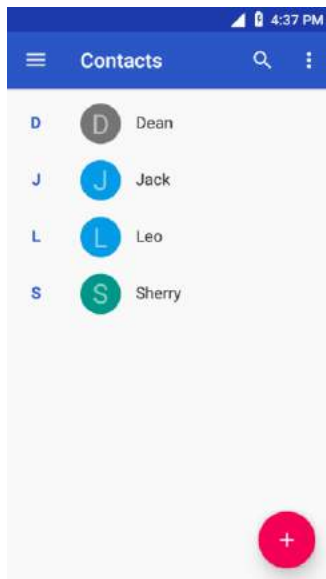 4:37 PM
Contacts
D D Dean
J J Jack
L L Leo
S S Sherry